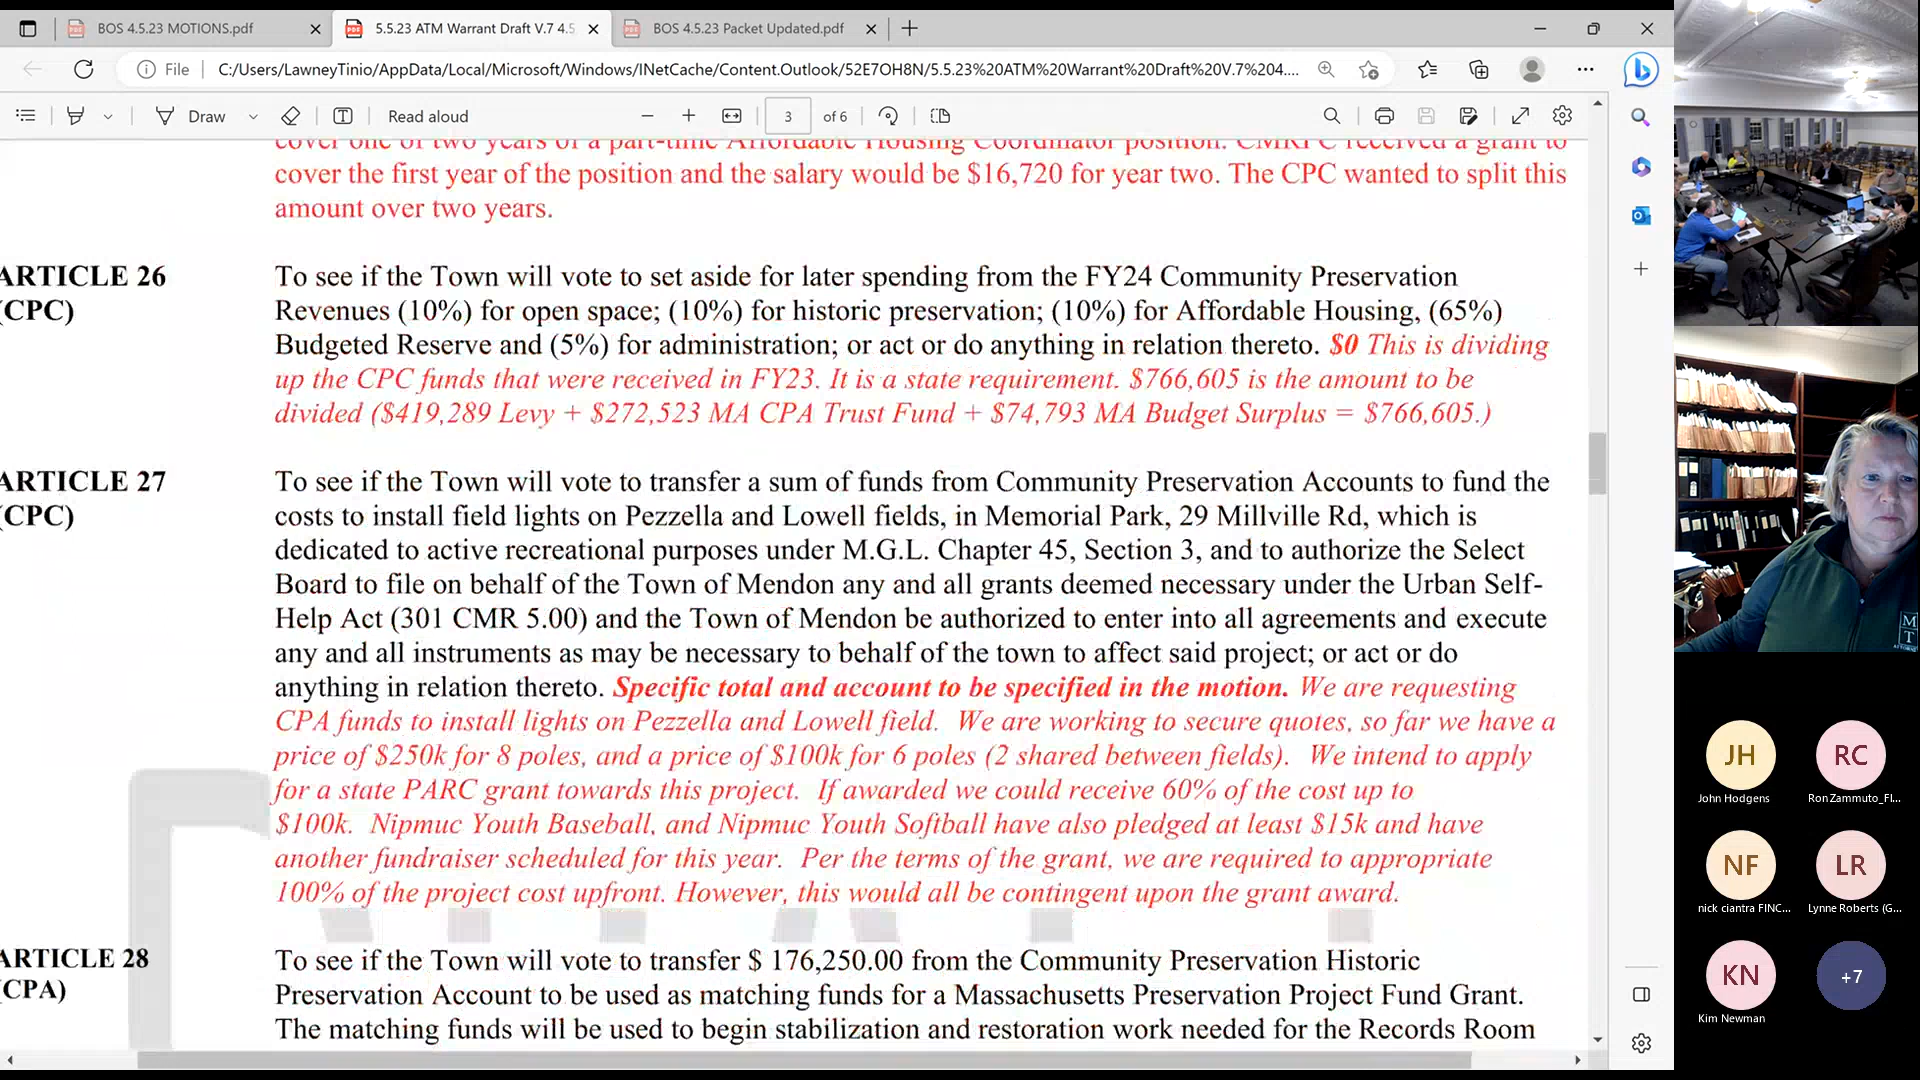 BOS 4.5.23 MOTIONS.pdf
5.5.23 ATM Warrant Draft V.7 4.5
BOS 4.5.23 Packet Updated.pdf
File
C:/Users/LawneyTinio/AppData/Local/Microsoft/Windows/INetCache/Content.Outlook/52E7OH8N/5.5.23%20ATM%20Warrant%20Draft%20V.7%204....
Draw
Read aloud
3
of 6
cover one of two years of a part-time Affordable Housing Coordinator position. CMRPC received a grant to
cover the first year of the position and the salary would be $16,720 for year two. The CPC wanted to split this
amount over two years.
ARTICLE 26
(CPC)
To see if the Town will vote to set aside for later spending from the FY24 Community Preservation
Revenues (10%) for open space; (10%) for historic preservation; (10%) for Affordable Housing, (65%)
Budgeted Reserve and (5%) for administration; or act or do anything in relation thereto. $0 This is dividing
up the CPC funds that were received in FY23. It is a state requirement. $766,605 is the amount to be
divided ($419,289 Levy + $272,523 MA CPA Trust Fund + $74,793 MA Budget Surplus = $766,605.)
ARTICLE 27
(CPC)
To see if the Town will vote to transfer a sum of funds from Community Preservation Accounts to fund the
costs to install field lights on Pezzella and Lowell fields, in Memorial Park, 29 Millville Rd, which is
dedicated to active recreational purposes under M.G.L. Chapter 45, Section 3, and to authorize the Select
Board to file on behalf of the Town of Mendon any and all grants deemed necessary under the Urban Self-
Help Act (301 CMR 5.00) and the Town of Mendon be authorized to enter into all agreements and execute
any and all instruments as may be necessary to behalf of the town to affect said project; or act or do
anything in relation thereto. Specific total and account to be specified in the motion. We are requesting
CPA funds to install lights on Pezzella and Lowell field.  We are working to secure quotes, so far we have a
price of $250k for 8 poles, and a price of $100k for 6 poles (2 shared between fields).  We intend to apply
for a state PARC grant towards this project.  If awarded we could receive 60% of the cost up to
$100k.  Nipmuc Youth Baseball, and Nipmuc Youth Softball have also pledged at least $15k and have
another fundraiser scheduled for this year.  Per the terms of the grant, we are required to appropriate
100% of the project cost upfront. However, this would all be contingent upon the grant award.
ARTICLE 28
(CPA)
To see if the Town will vote to transfer $ 176,250.00 from the Community Preservation Historic
Preservation Account to be used as matching funds for a Massachusetts Preservation Project Fund Grant.
The matching funds will be used to begin stabilization and restoration work needed for the Records Room
M
T
JH
John Hodgens
RC
RonZammuto_FI...
NF
nick ciantra FINC...
LR
Lynne Roberts (G...
KN
Kim Newman
+7